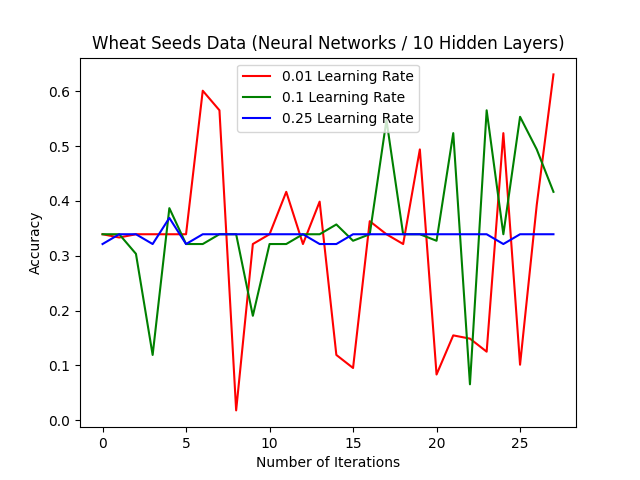 Wheat Seeds Data (Neural Networks / 10 Hidden Layers)
0.01 Learning Rate
0.1 Learning Rate
0.25 Learning Rate
Accuracy
0.6
0.5
0.4
0.3
0.2
0.1
0.0
0 5 10 15 20 25
Number of Iterations